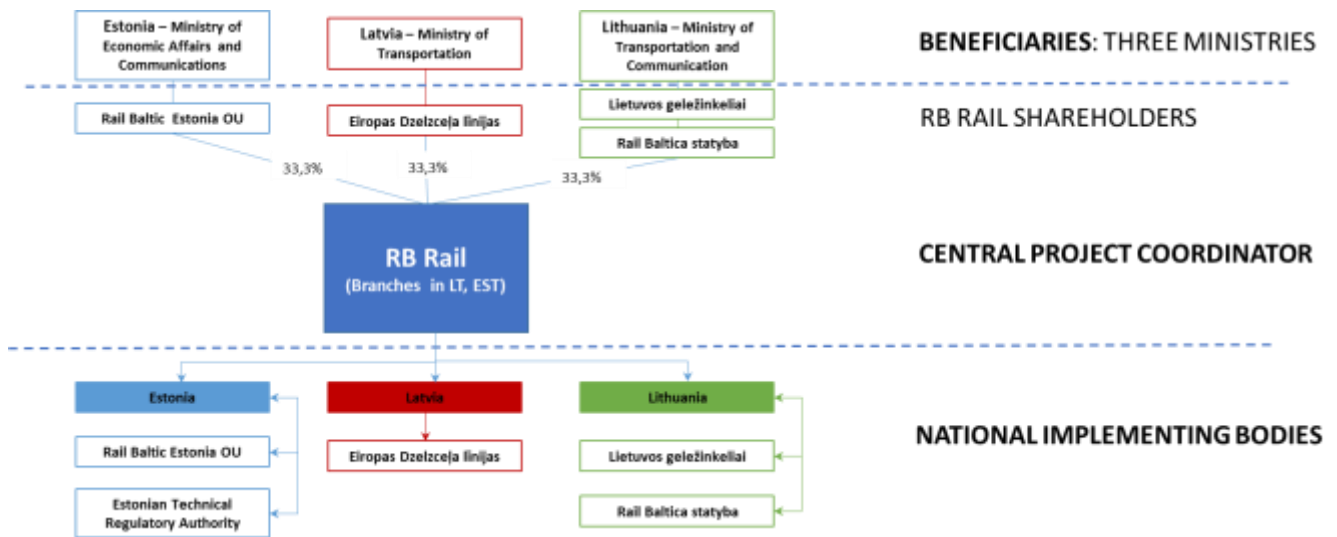 Estonia – Ministry of
Economic Affairs and
Communications
Latvia – Ministry of
Transportation
Lithuania – Ministry of
Transportation and
Communication
BENEFICIARIES: THREE MINISTRIES
Rail Baltic Estonia OU
Eiropas Dzelzceļa līnijas
Lietuvos geležinkeliai
Rail Baltica statyba
RB RAIL SHAREHOLDERS
33,3%
33,3%
33,3%
RB Rail
(Branches in LT, EST)
CENTRAL PROJECT COORDINATOR
Estonia
Latvia
Lithuania
Rail Baltic Estonia OU
Eiropas Dzelzceļa līnijas
Lietuvos geležinkeliai
NATIONAL IMPLEMENTING BODIES
Estonian Technical
Regulatory Authority
Rail Baltica statyba